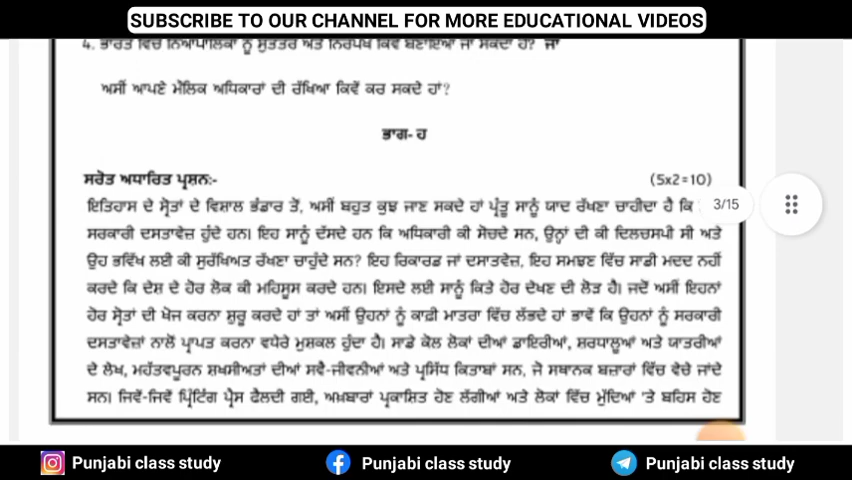 SUBSCRIBE TO OUR CHANNEL FOR MORE EDUCATIONAL VIDEOS
4. ਭਾਰਤ ਵਿਚ ਨਿਆਪਾਲਿਕਾ ਨੂੰ ਸੁਤੰਤਰ ਅਤੇ ਨਿਰਪੱਖ ਕਿਵੇਂ ਬਣਾਇਆ ਜਾ ਸਕਦਾ ਹੈ? ਜਾਂ
ਅਸੀਂ ਆਪਣੇ ਮੌਲਿਕ ਅਧਿਕਾਰਾਂ ਦੀ ਰੱਖਿਆ ਕਿਵੇਂ ਕਰ ਸਕਦੇ ਹਾਂ?
ਭਾਗ- ਹ
ਸਰੋਤ ਅਧਾਰਿਤ ਪ੍ਰਸ਼ਨ:- (5x2=10)
ਇਤਿਹਾਸ ਦੇ ਸ੍ਰੋਤਾਂ ਦੇ ਵਿਸ਼ਾਲ ਭੰਡਾਰ ਤੋਂ, ਅਸੀਂ ਬਹੁਤ ਕੁਝ ਜਾਣ ਸਕਦੇ ਹਾਂ ਪ੍ਰੰਤੂ ਸਾਨੂੰ ਯਾਦ ਰੱਖਣਾ ਚਾਹੀਦਾ ਹੈ ਕਿ 3/15
ਸਰਕਾਰੀ ਦਸਤਾਵੇਜ਼ ਹੁੰਦੇ ਹਨ। ਇਹ ਸਾਨੂੰ ਦੱਸਦੇ ਹਨ ਕਿ ਅਧਿਕਾਰੀ ਕੀ ਸੋਚਦੇ ਸਨ, ਉਨ੍ਹਾਂ ਦੀ ਕੀ ਦਿਲਚਸਪੀ ਸੀ ਅਤੇ
ਉਹ ਭਵਿੱਖ ਲਈ ਕੀ ਸੁਰੱਖਿਅਤ ਰੱਖਣਾ ਚਾਹੁੰਦੇ ਸਨ? ਇਹ ਰਿਕਾਰਡ ਜਾਂ ਦਸਾਤਵੇਜ਼, ਇਹ ਸਮਝਣ ਵਿੱਚ ਸਾਡੀ ਮਦਦ ਨਹੀਂ
ਕਰਦੇ ਕਿ ਦੇਸ਼ ਦੇ ਹੋਰ ਲੋਕ ਕੀ ਮਹਿਸੂਸ ਕਰਦੇ ਹਨ। ਇਸਦੇ ਲਈ ਸਾਨੂੰ ਕਿਤੇ ਹੋਰ ਦੇਖਣ ਦੀ ਲੋੜ ਹੈ। ਜਦੋਂ ਅਸੀਂ ਇਹਨਾਂ
ਹੋਰ ਸ੍ਰੋਤਾਂ ਦੀ ਖੋਜ ਕਰਨਾ ਸ਼ੁਰੂ ਕਰਦੇ ਹਾਂ ਤਾਂ ਅਸੀਂ ਉਹਨਾਂ ਨੂੰ ਕਾਫ਼ੀ ਮਾਤਰਾ ਵਿੱਚ ਲੱਭਦੇ ਹਾਂ ਭਾਵੇਂ ਕਿ ਉਹਨਾਂ ਨੂੰ ਸਰਕਾਰੀ
ਦਸਤਾਵੇਜ਼ਾਂ ਨਾਲੋਂ ਪ੍ਰਾਪਤ ਕਰਨਾ ਵਧੇਰੇ ਮੁਸ਼ਕਲ ਹੁੰਦਾ ਹੈ। ਸਾਡੇ ਕੋਲ ਲੋਕਾਂ ਦੀਆਂ ਡਾਇਰੀਆਂ, ਸ਼ਰਧਾਲੂਆਂ ਅਤੇ ਯਾਤਰੀਆਂ
ਦੇ ਲੇਖ, ਮਹੱਤਵਪੂਰਨ ਸ਼ਖਸੀਅਤਾਂ ਦੀਆਂ ਸਵੈ-ਜੀਵਨੀਆਂ ਅਤੇ ਪ੍ਰਸਿੱਧ ਕਿਤਾਬਾਂ ਸਨ, ਜੋ ਸਥਾਨਕ ਬਜ਼ਾਰਾਂ ਵਿੱਚ ਵੇਚੇ ਜਾਂਦੇ
ਸਨ। ਜਿਵੇਂ-ਜਿਵੇਂ ਪ੍ਰਿੰਟਿੰਗ ਪ੍ਰੈਸ ਫੈਲਦੀ ਗਈ, ਅਖ਼ਬਾਰਾਂ ਪ੍ਰਕਾਸ਼ਿਤ ਹੋਣ ਲੱਗੀਆਂ ਅਤੇ ਲੋਕਾਂ ਵਿੱਚ ਮੁੱਦਿਆਂ 'ਤੇ ਬਹਿਸ ਹੋਣ
Punjabi class study Punjabi class study Punjabi class study